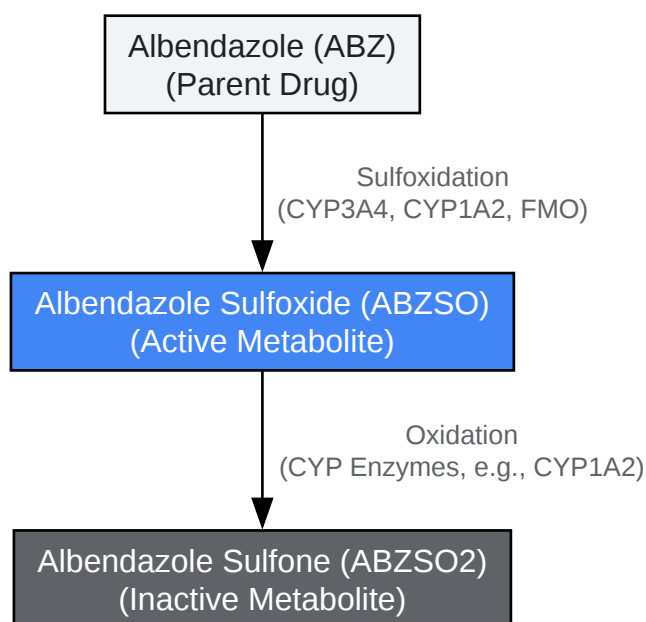 Albendazole (ABZ)
(Parent Drug)
Sulfoxidation
(CYP3A4, CYP1A2, FMO)
Albendazole Sulfoxide (ABZSO)
(Active Metabolite)
Oxidation
(CYP Enzymes, e.g., CYP1A2)
Albendazole Sulfone (ABZSO2)
(Inactive Metabolite)